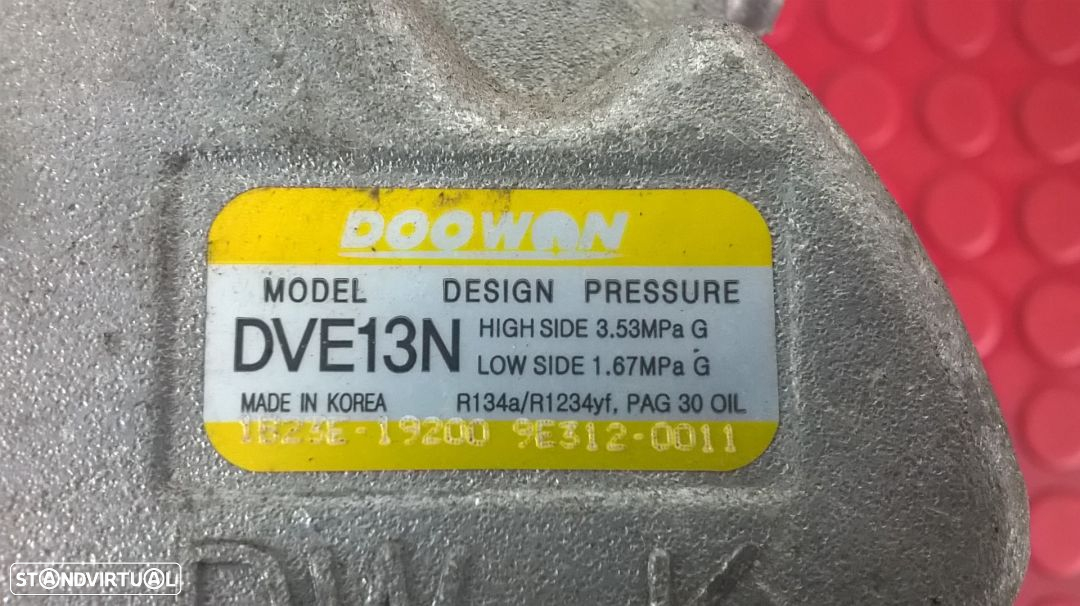 DOOWON
MODEL DESIGN PRESSURE
DVE13N HIGH SIDE 3.53MPa G
LOW SIDE 1.67MPa G
MADE IN KOREA R134a/R1234yf, PAG 30 OIL
1B23E-19200 9E312-0011
STANDVIRTUAL